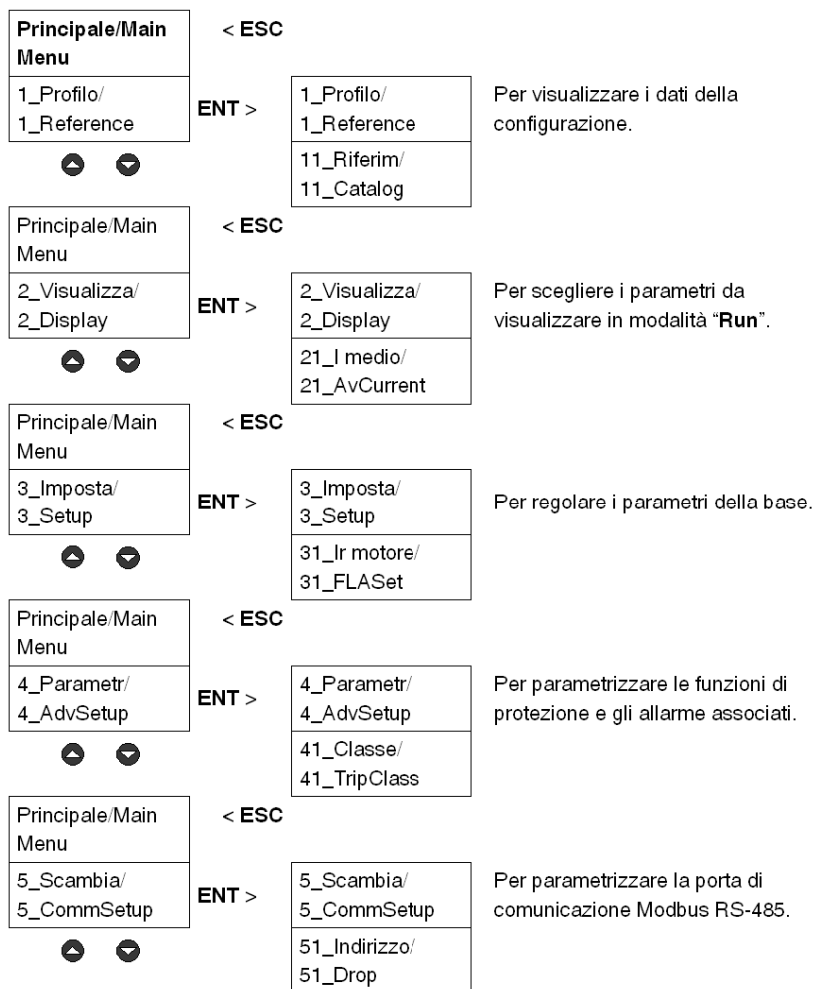 Principale/Main < ESC
Menu
1_Profilo/ ENT > 1_Profilo/ Per visualizzare i dati della
1_Reference 1_Reference configurazione.
11_Riferim/
11_Catalog
Principale/Main < ESC
Menu
2_Visualizza/ ENT > 2_Visualizza/ Per scegliere i parametri da
2_Display 2_Display visualizzare in modalità “Run”.
21_I medio/
21_AvCurrent
Principale/Main < ESC
Menu
3_Imposta/ ENT > 3_Imposta/ Per regolare i parametri della base.
3_Setup 3_Setup
31_Ir motore/
31_FLASet
Principale/Main < ESC
Menu
4_Parametr/ ENT > 4_Parametr/ Per parametrizzare le funzioni di
4_AdvSetup 4_AdvSetup protezione e gli allarme associati.
41_Classe/
41_TripClass
Principale/Main < ESC
Menu
5_Scambia/ ENT > 5_Scambia/ Per parametrizzare la porta di
5_CommSetup 5_CommSetup comunicazione Modbus RS-485.
51_Indirizzo/
51_Drop